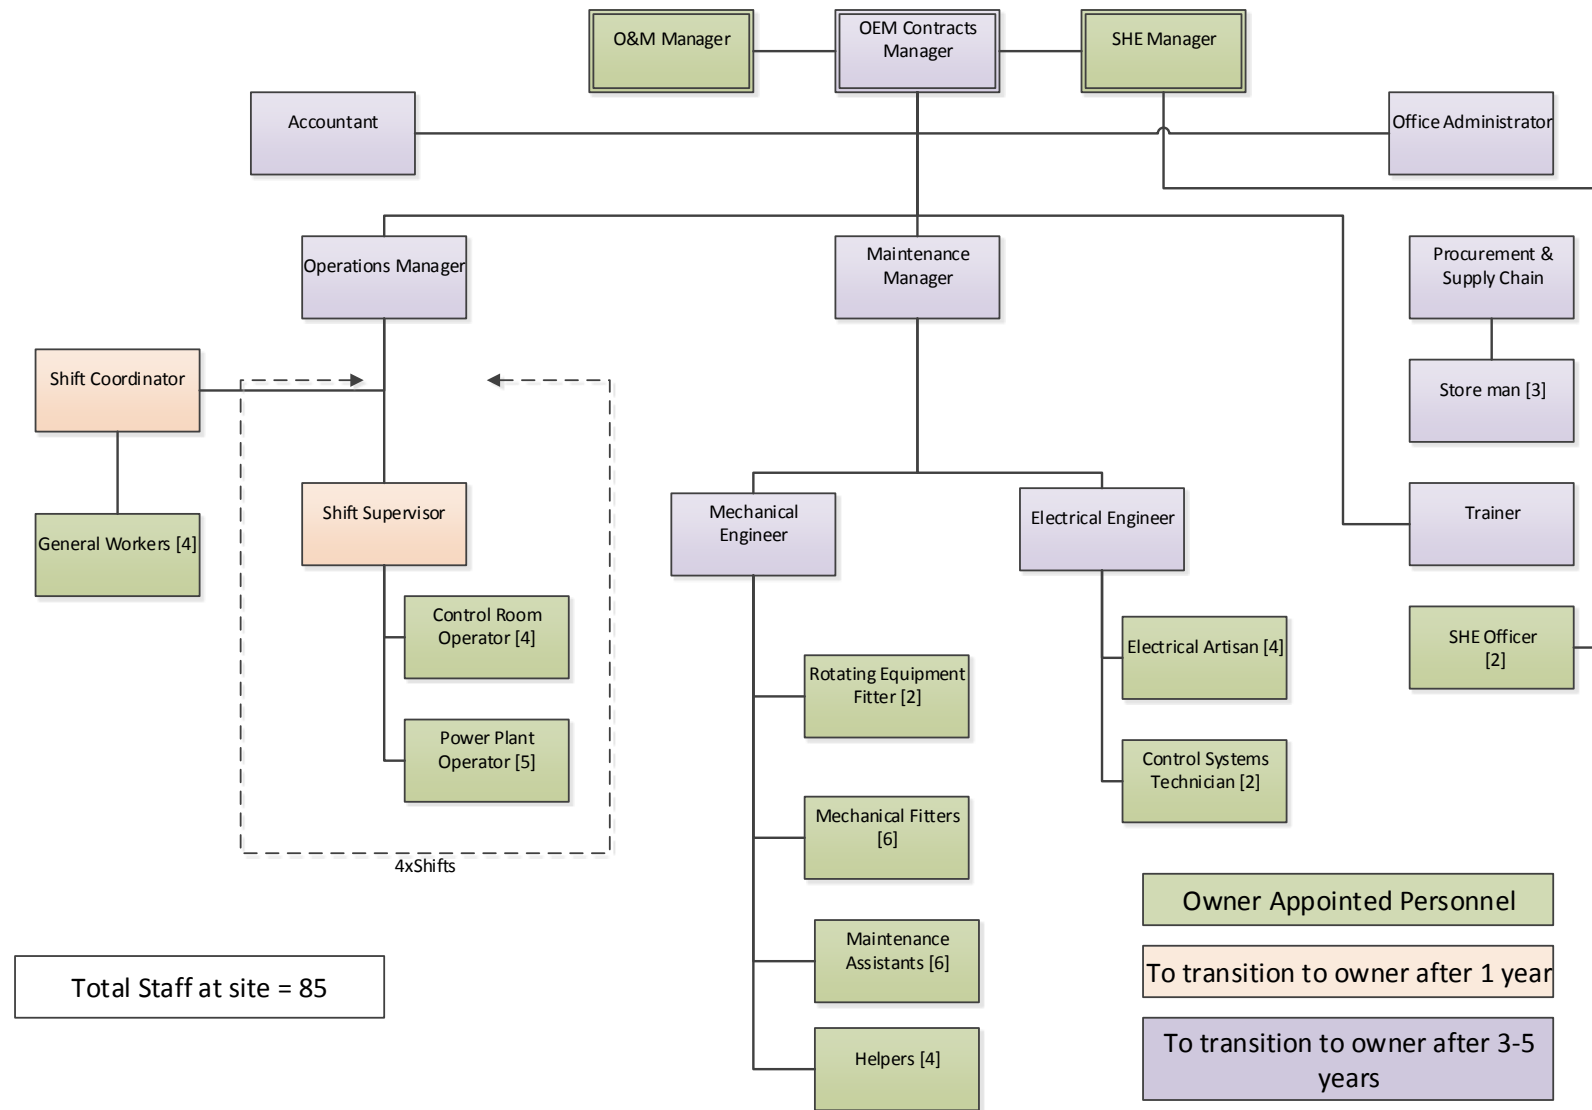 O&M Manager
OEM Contracts
Manager
SHE Manager
Accountant
Office Administrator
Operations Manager
Maintenance
Manager
Procurement &
Supply Chain
Shift Coordinator
Store man [3]
General Workers [4]
Shift Supervisor
Mechanical
Engineer
Electrical Engineer
Trainer
Control Room
Operator [4]
Power Plant
Operator [5]
4xShifts
Rotating Equipment
Fitter [2]
Mechanical Fitters
[6]
Maintenance
Assistants [6]
Helpers [4]
Electrical Artisan [4]
Control Systems
Technician [2]
SHE Officer
[2]
Total Staff at site = 85
Owner Appointed Personnel
To transition to owner after 1 year
To transition to owner after 3-5
years